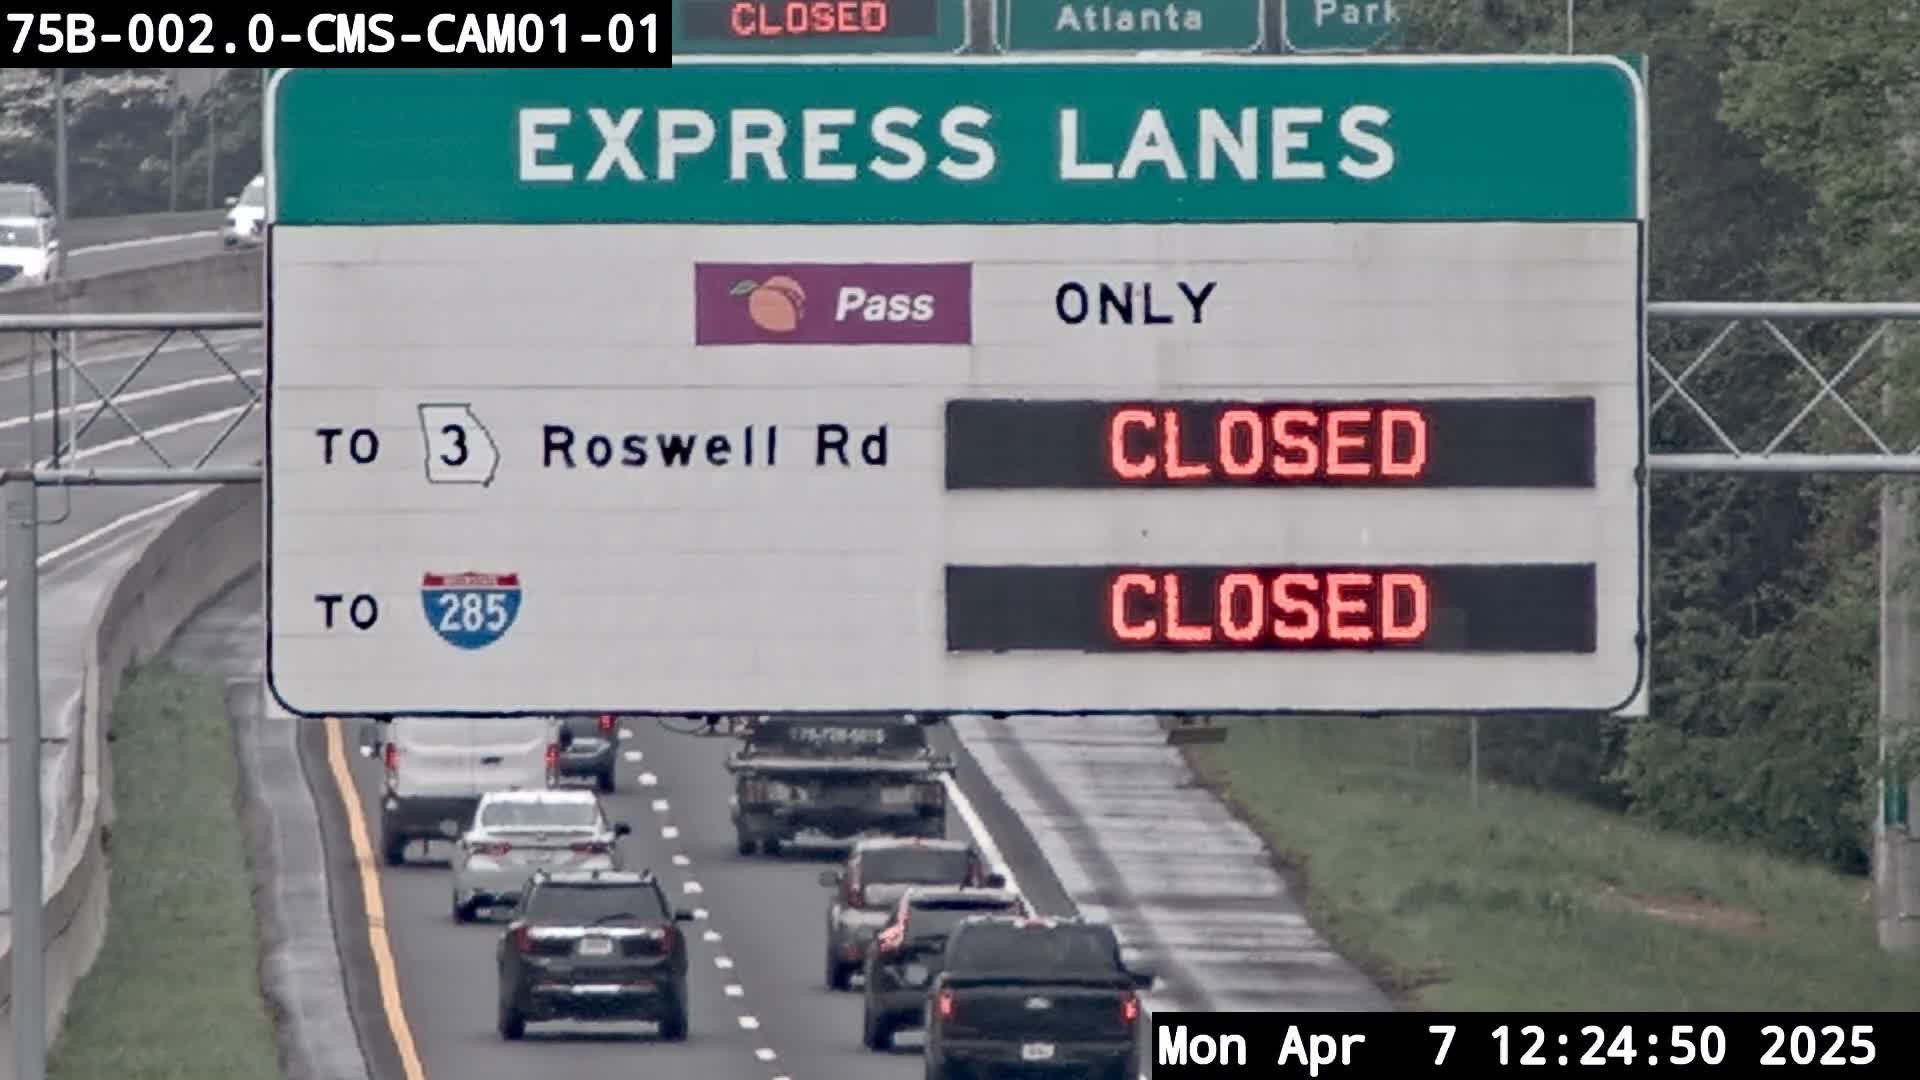 75B-002.0-CMS-CAM01-01
CLOSED
Atlanta
Park
EXPRESS LANES
Pass ONLY
TO 3 Roswell Rd CLOSED
TO 285 CLOSED
Mon Apr 7 12:24:50 2025